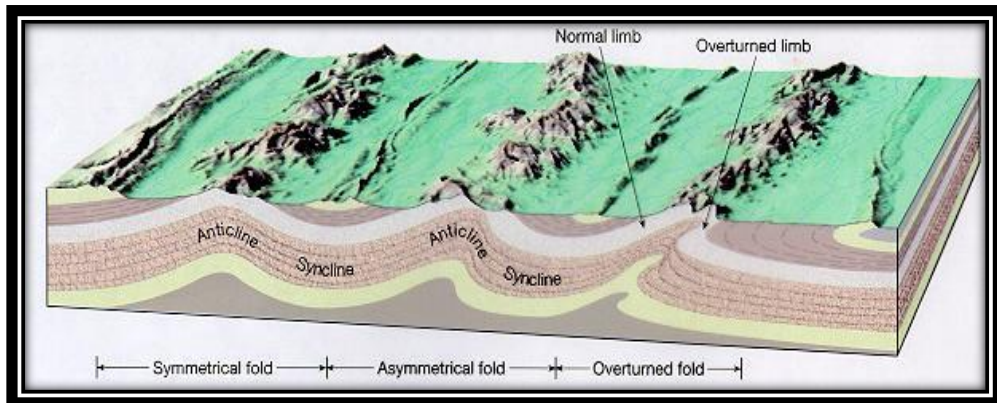 Normal limb
Overturned limb
Anticline
Syncline
Anticline
Syncline
Symmetrical fold
Asymmetrical fold
Overturned fold